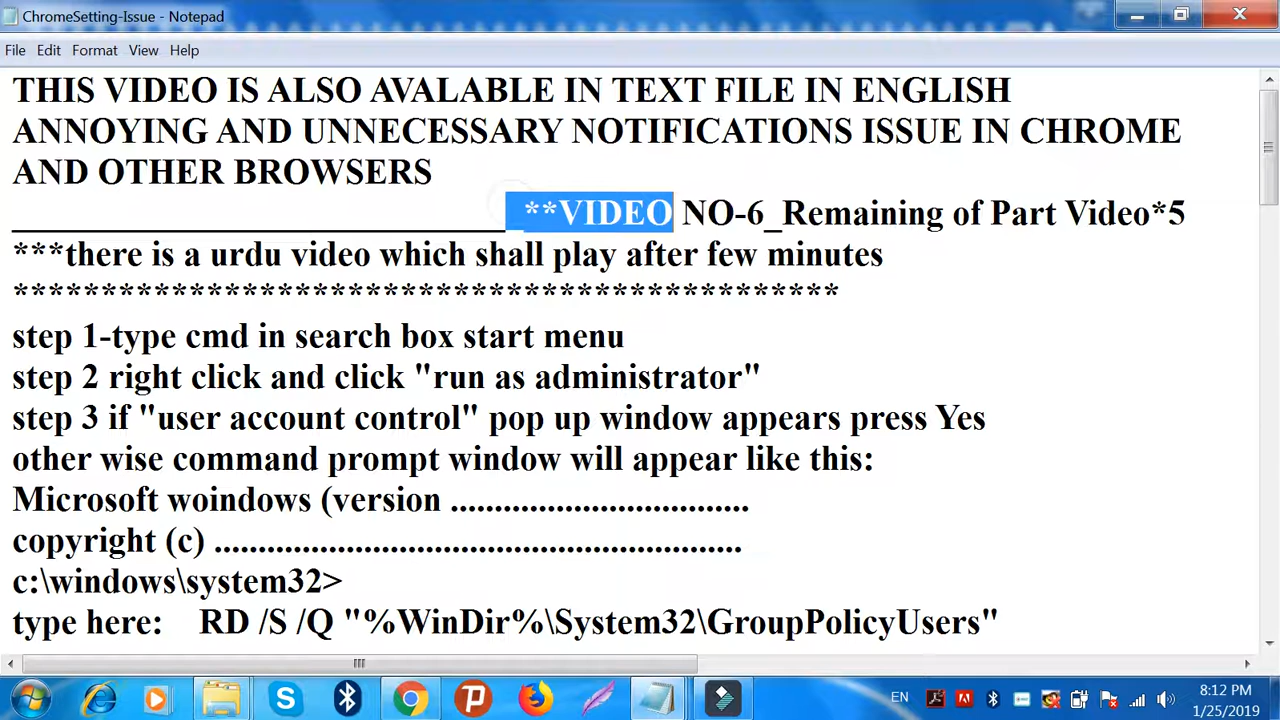 ChromeSetting-Issue - Notepad
File Edit Format View Help
THIS VIDEO IS ALSO AVALABLE IN TEXT FILE IN ENGLISH
ANNOYING AND UNNECESSARY NOTIFICATIONS ISSUE IN CHROME
AND OTHER BROWSERS
____________________________ **VIDEO NO-6_Remaining of Part Video*5
***there is a urdu video which shall play after few minutes
***********************************************
step 1-type cmd in search box start menu
step 2 right click and click "run as administrator"
step 3 if "user account control" pop up window appears press Yes
other wise command prompt window will appear like this:
Microsoft woindows (version ..................................
copyright (c) ............................................................
c:\windows\system32>
type here: RD /S /Q "%WinDir%\System32\GroupPolicyUsers"
EN
8:12 PM
1/25/2019